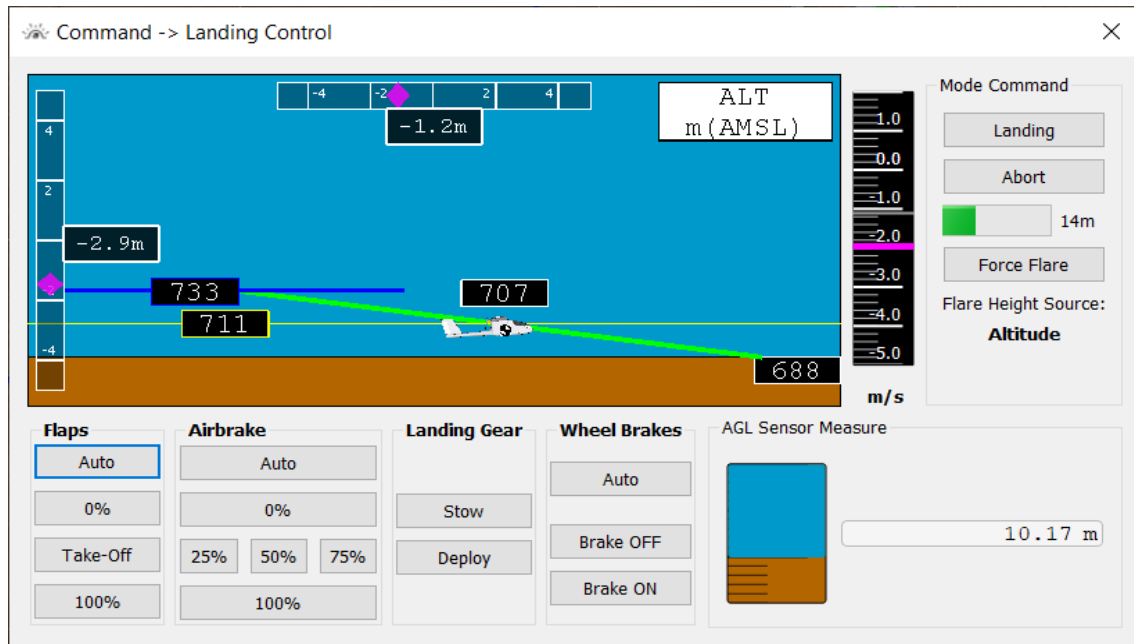 Command -> Landing Control
-4 -2 2 4
-1.2m
ALT
m(AMSL)
4
2
-2.9m
-2
-4
733
711
707
688
1.0
0.0
-1.0
-2.0
-3.0
-4.0
-5.0
m/s
Mode Command
Landing
Abort
14m
Force Flare
Flare Height Source:
Altitude
Flaps
Auto
0%
Take-Off
100%
Airbrake
Auto
0%
25% 50% 75%
100%
Landing Gear
Stow
Deploy
Wheel Brakes
Auto
Brake OFF
Brake ON
AGL Sensor Measure
10.17 m